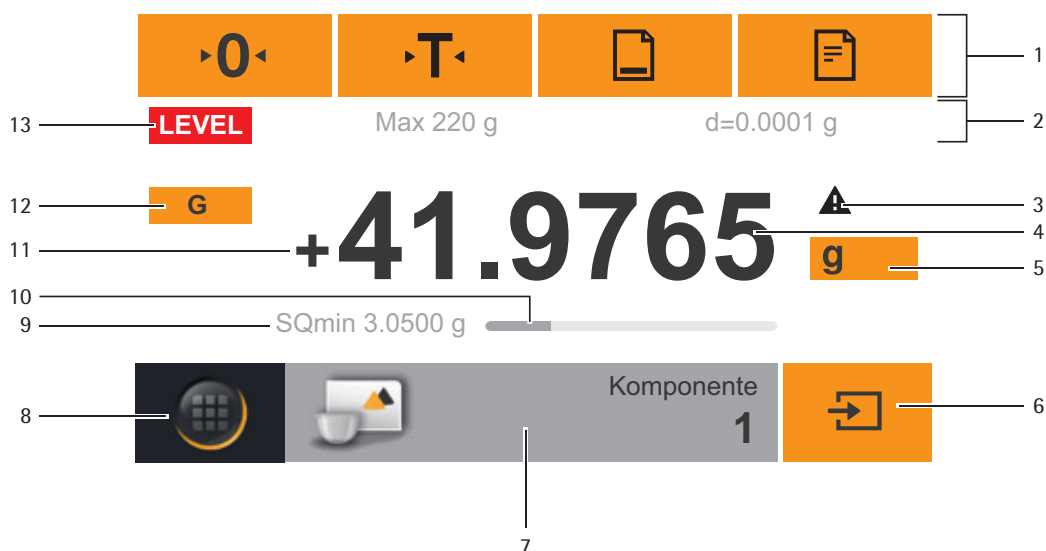 0 T
1
13 LEVEL Max 220 g d=0.0001 g 2
12 G 3
+41.9765 4
11 g 5
10
9 SQmin 3.0500 g
8 Komponente 6
1
7